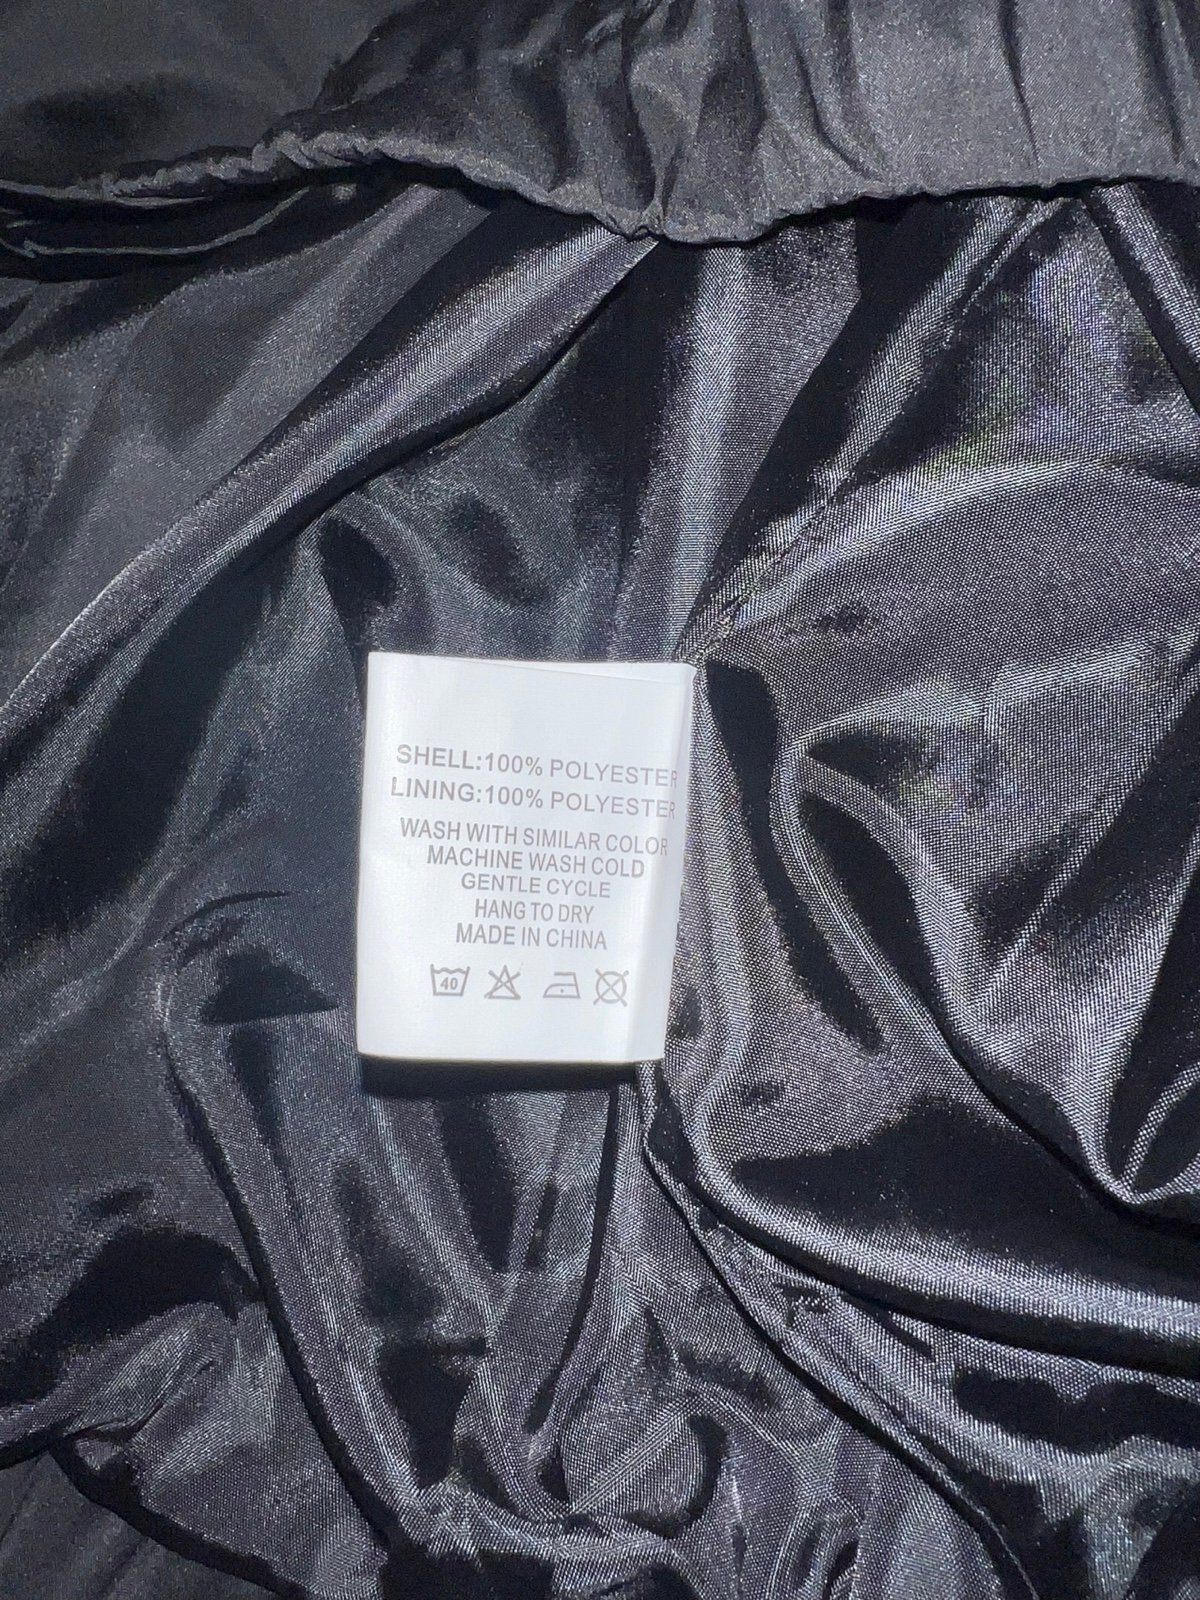 SHELL:100% POLYESTER
LINING:100% POLYESTER
WASH WITH SIMILAR COLOR
MACHINE WASH COLD
GENTLE CYCLE
HANG TO DRY
MADE IN CHINA
40